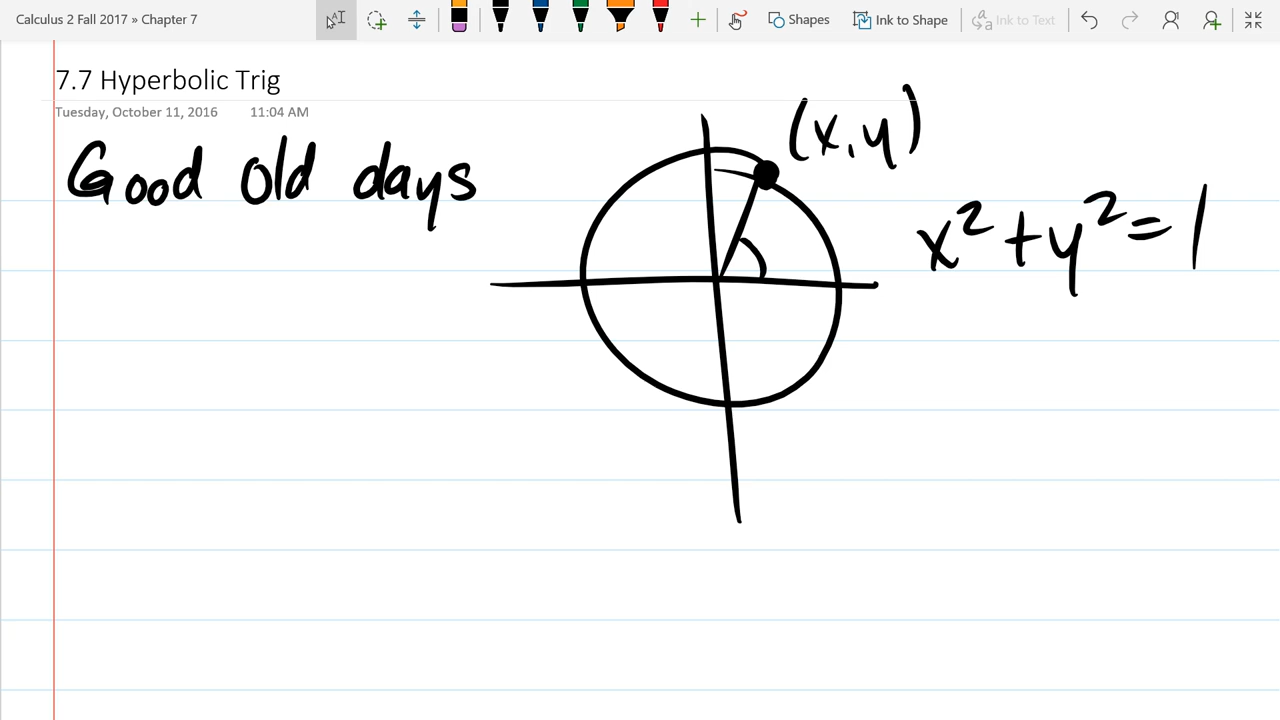 Calculus 2 Fall 2017 » Chapter 7
Shapes
Ink to Shape
Ink to Text
7.7 Hyperbolic Trig
Tuesday, October 11, 2016 11:04 AM
Good old days
(x,y)
x²+y²=1